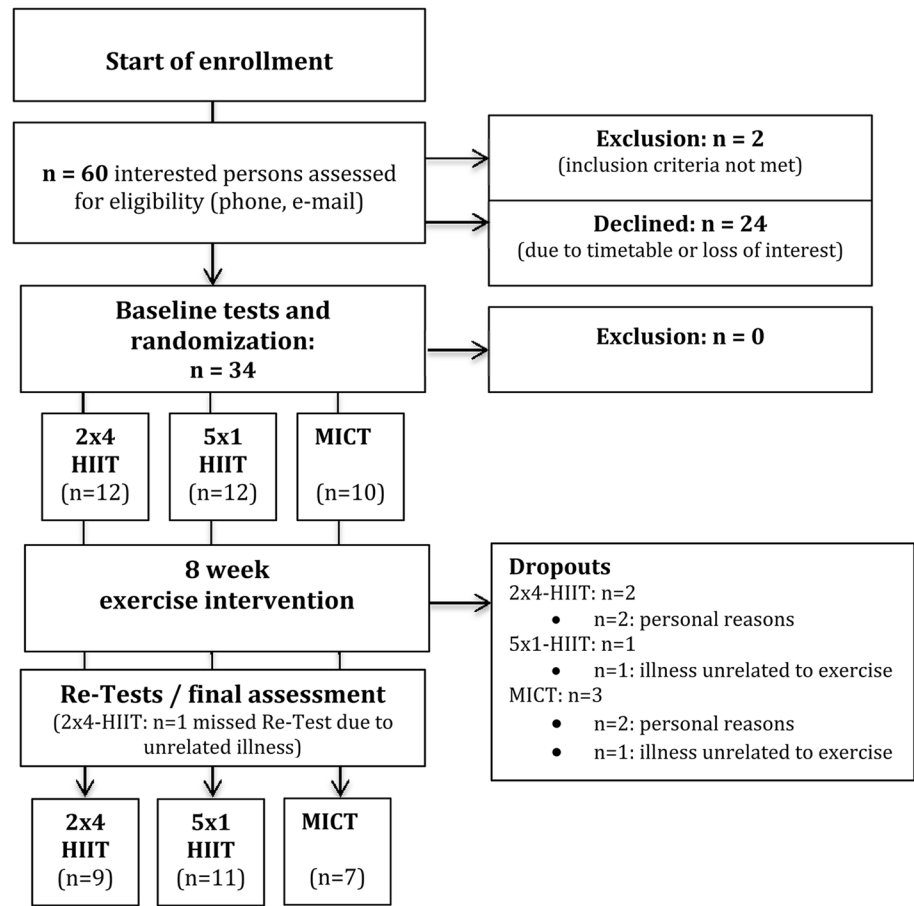 Start of enrollment
n = 60 interested persons assessed
for eligibility (phone, e-mail)
Exclusion: n = 2
(inclusion criteria not met)
Declined: n = 24
(due to timetable or loss of interest)
Baseline tests and
randomization:
n = 34
Exclusion: n = 0
2x4
HIIT
(n=12)
5x1
HIIT
(n=12)
MICT
(n=10)
8 week
exercise intervention
Dropouts
2x4-HIIT: n=2
• n=2: personal reasons
5x1-HIIT: n=1
• n=1: illness unrelated to exercise
MICT: n=3
• n=2: personal reasons
• n=1: illness unrelated to exercise
Re-Tests / final assessment
(2x4-HIIT: n=1 missed Re-Test due to
unrelated illness)
2x4
HIIT
(n=9)
5x1
HIIT
(n=11)
MICT
(n=7)